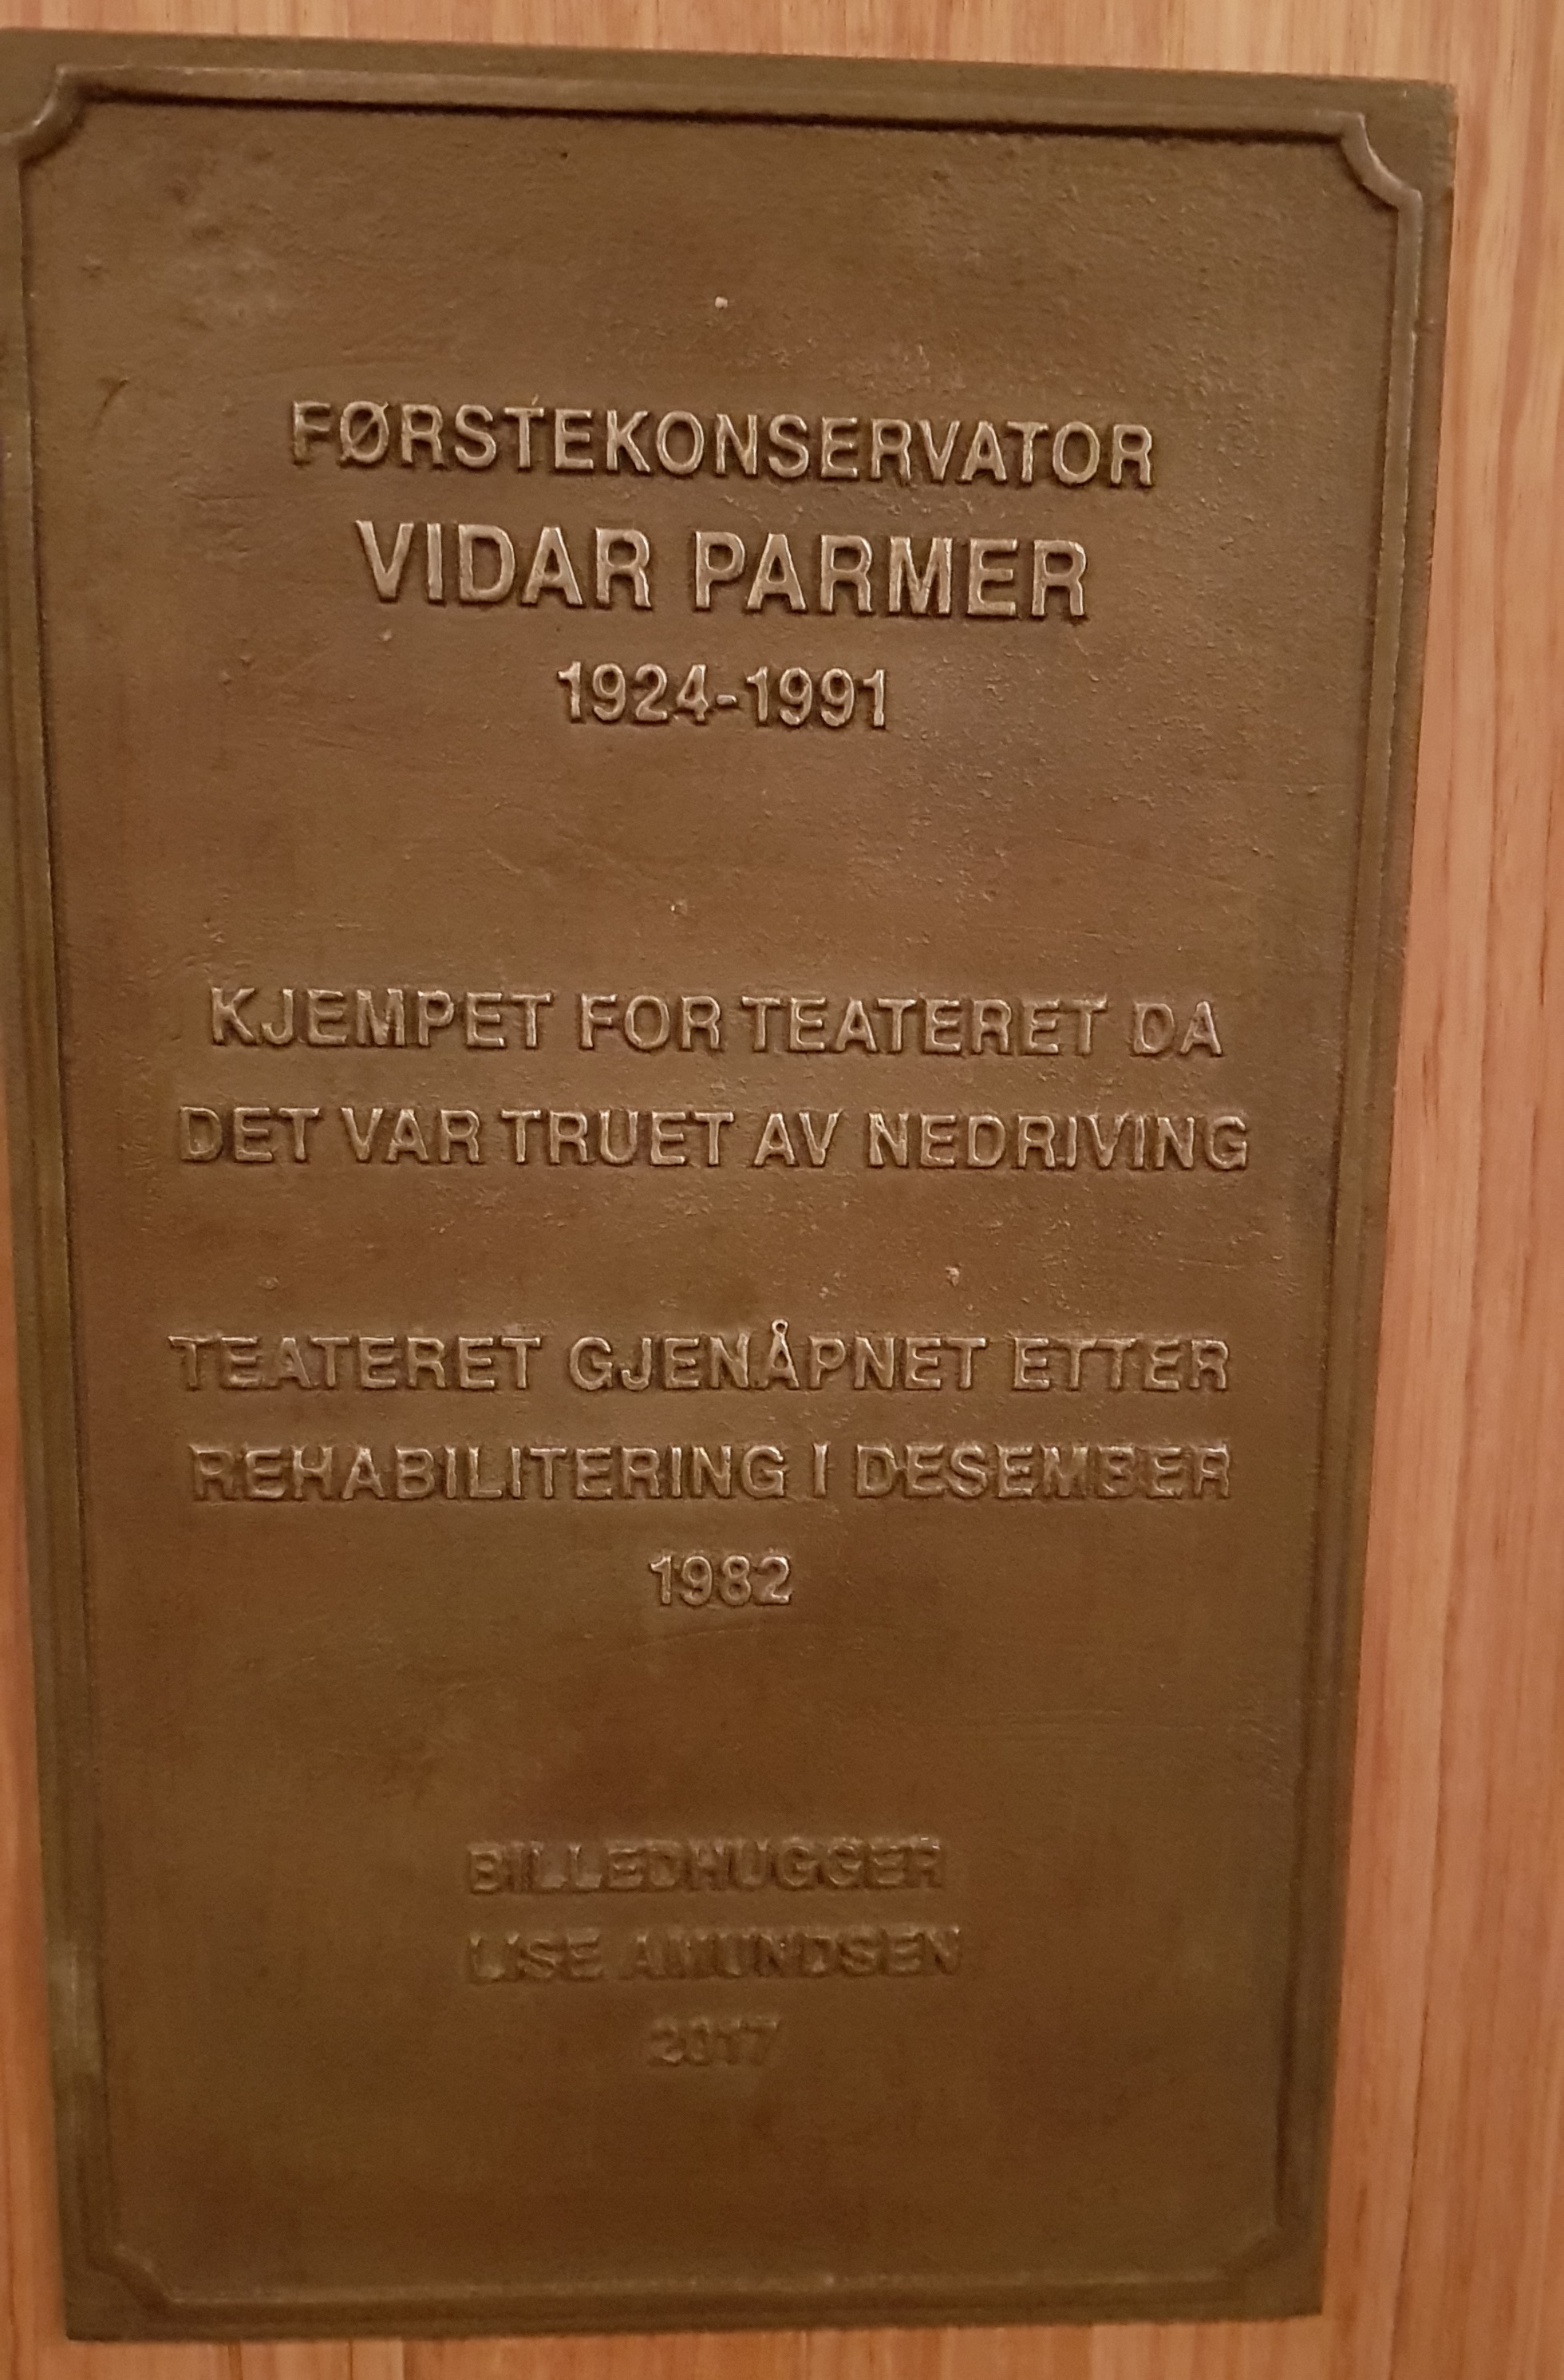 FØRSTEKONSERVATOR
VIDAR PARMER
1924-1991
KJEMPET FOR TEATERET DA
DET VAR TRUET AV NEDRIVING
TEATERET GJENÅPNET ETTER
REHABILITERING I DESEMBER
1982
BILLEDHUGGER
LISE AMUNDSEN
2017